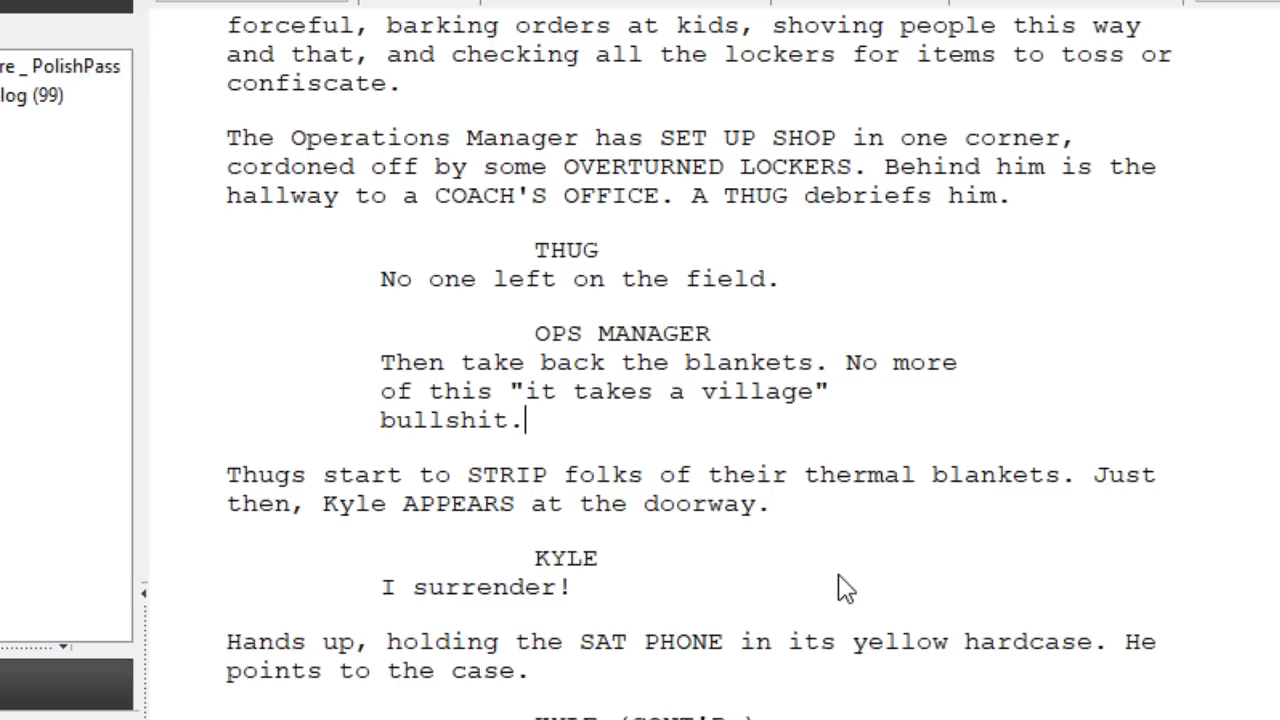 forceful, barking orders at kids, shoving people this way
and that, and checking all the lockers for items to toss or
confiscate.
re _ PolishPass
log (99)
The Operations Manager has SET UP SHOP in one corner,
cordoned off by some OVERTURNED LOCKERS. Behind him is the
hallway to a COACH'S OFFICE. A THUG debriefs him.
THUG
No one left on the field.
OPS MANAGER
Then take back the blankets. No more
of this "it takes a village"
bullshit.
Thugs start to STRIP folks of their thermal blankets. Just
then, Kyle APPEARS at the doorway.
KYLE
I surrender!
Hands up, holding the SAT PHONE in its yellow hardcase. He
points to the case.
KYLE (CONT'D)